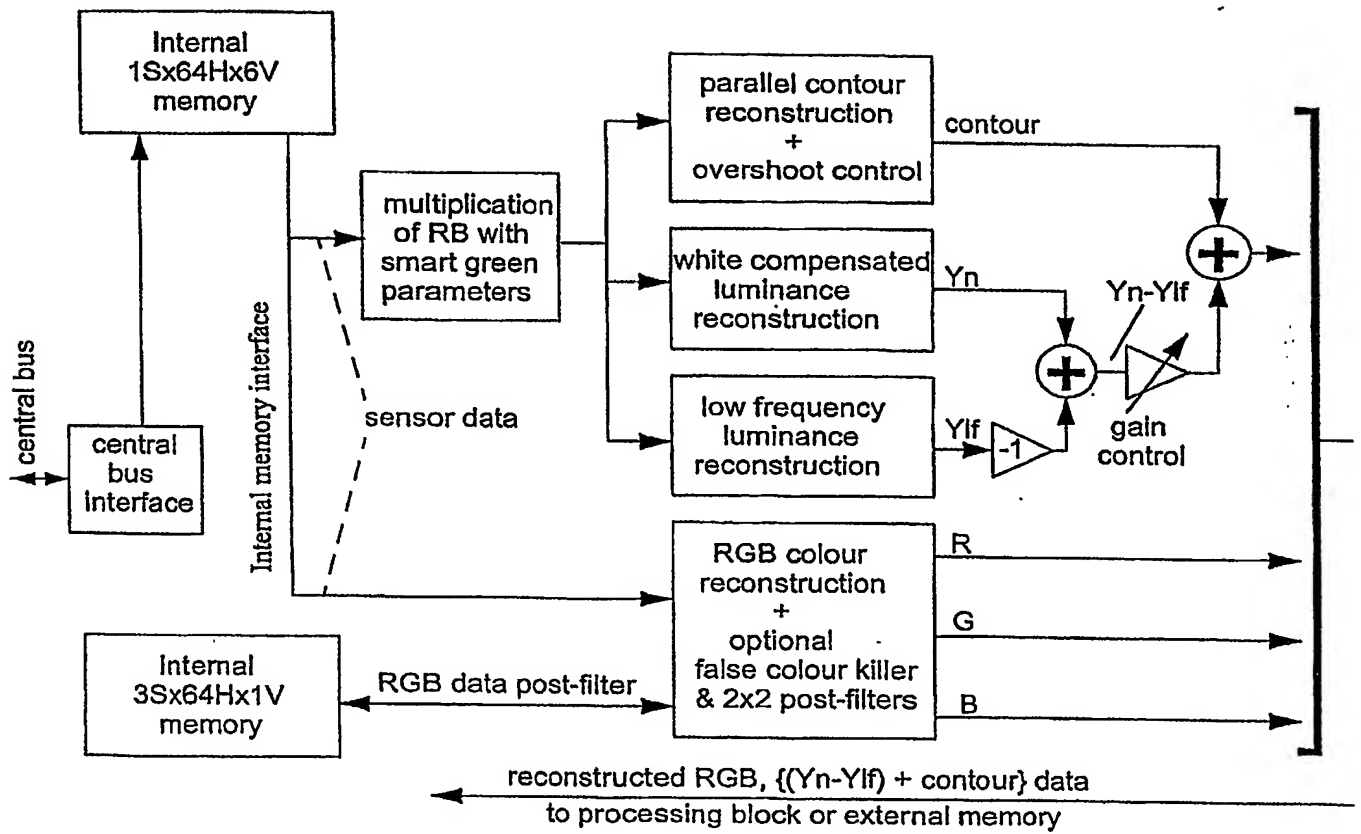 Internal
1Sx64Hx6V
memory
parallel contour
reconstruction
+
overshoot control
contour
multiplication
of RB with
smart green
parameters
white compensated
luminance
reconstruction
Yn
Yn-Ylf
+
+
central bus
central
bus
interface
Internal memory interface
sensor data
low frequency
luminance
reconstruction
Ylf
-1
gain
control
RGB colour
reconstruction
+
optional
false colour killer
& 2x2 post-filters
R
G
B
Internal
3Sx64Hx1V
memory
RGB data post-filter
reconstructed RGB, {(Yn-Ylf) + contour} data
to processing block or external memory